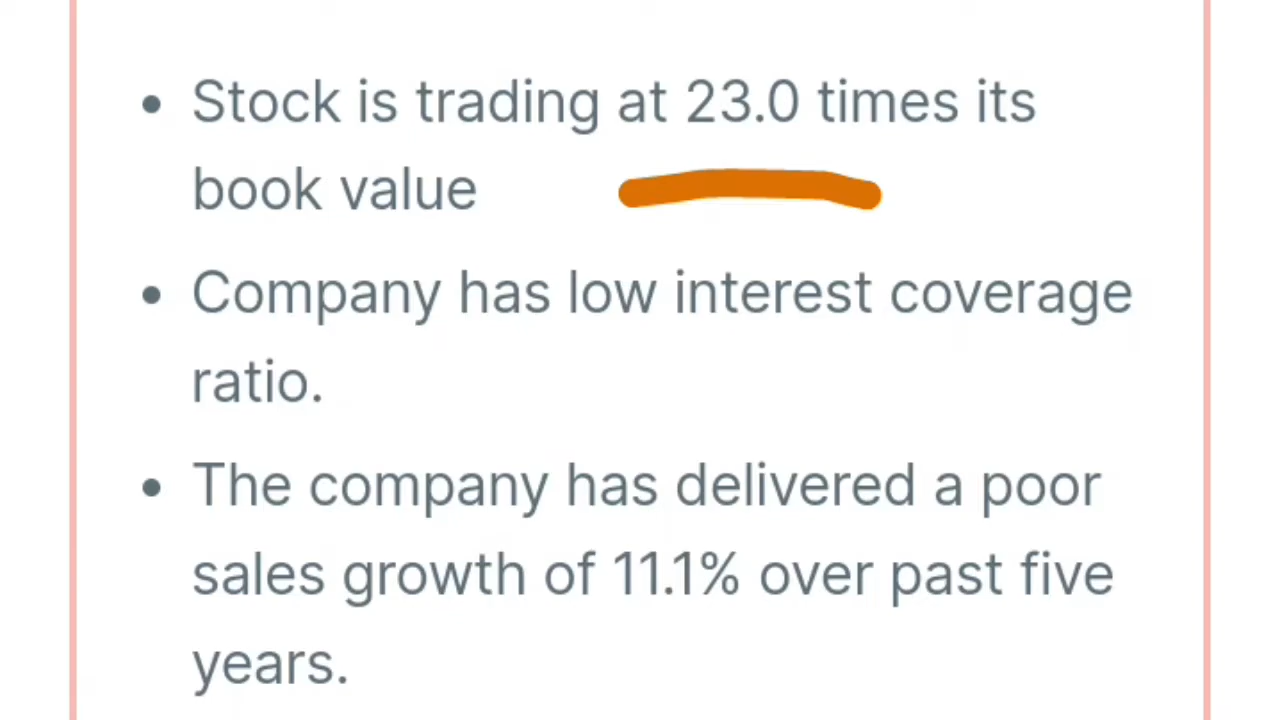 • Stock is trading at 23.0 times its
book value
• Company has low interest coverage
ratio.
• The company has delivered a poor
sales growth of 11.1% over past five
years.